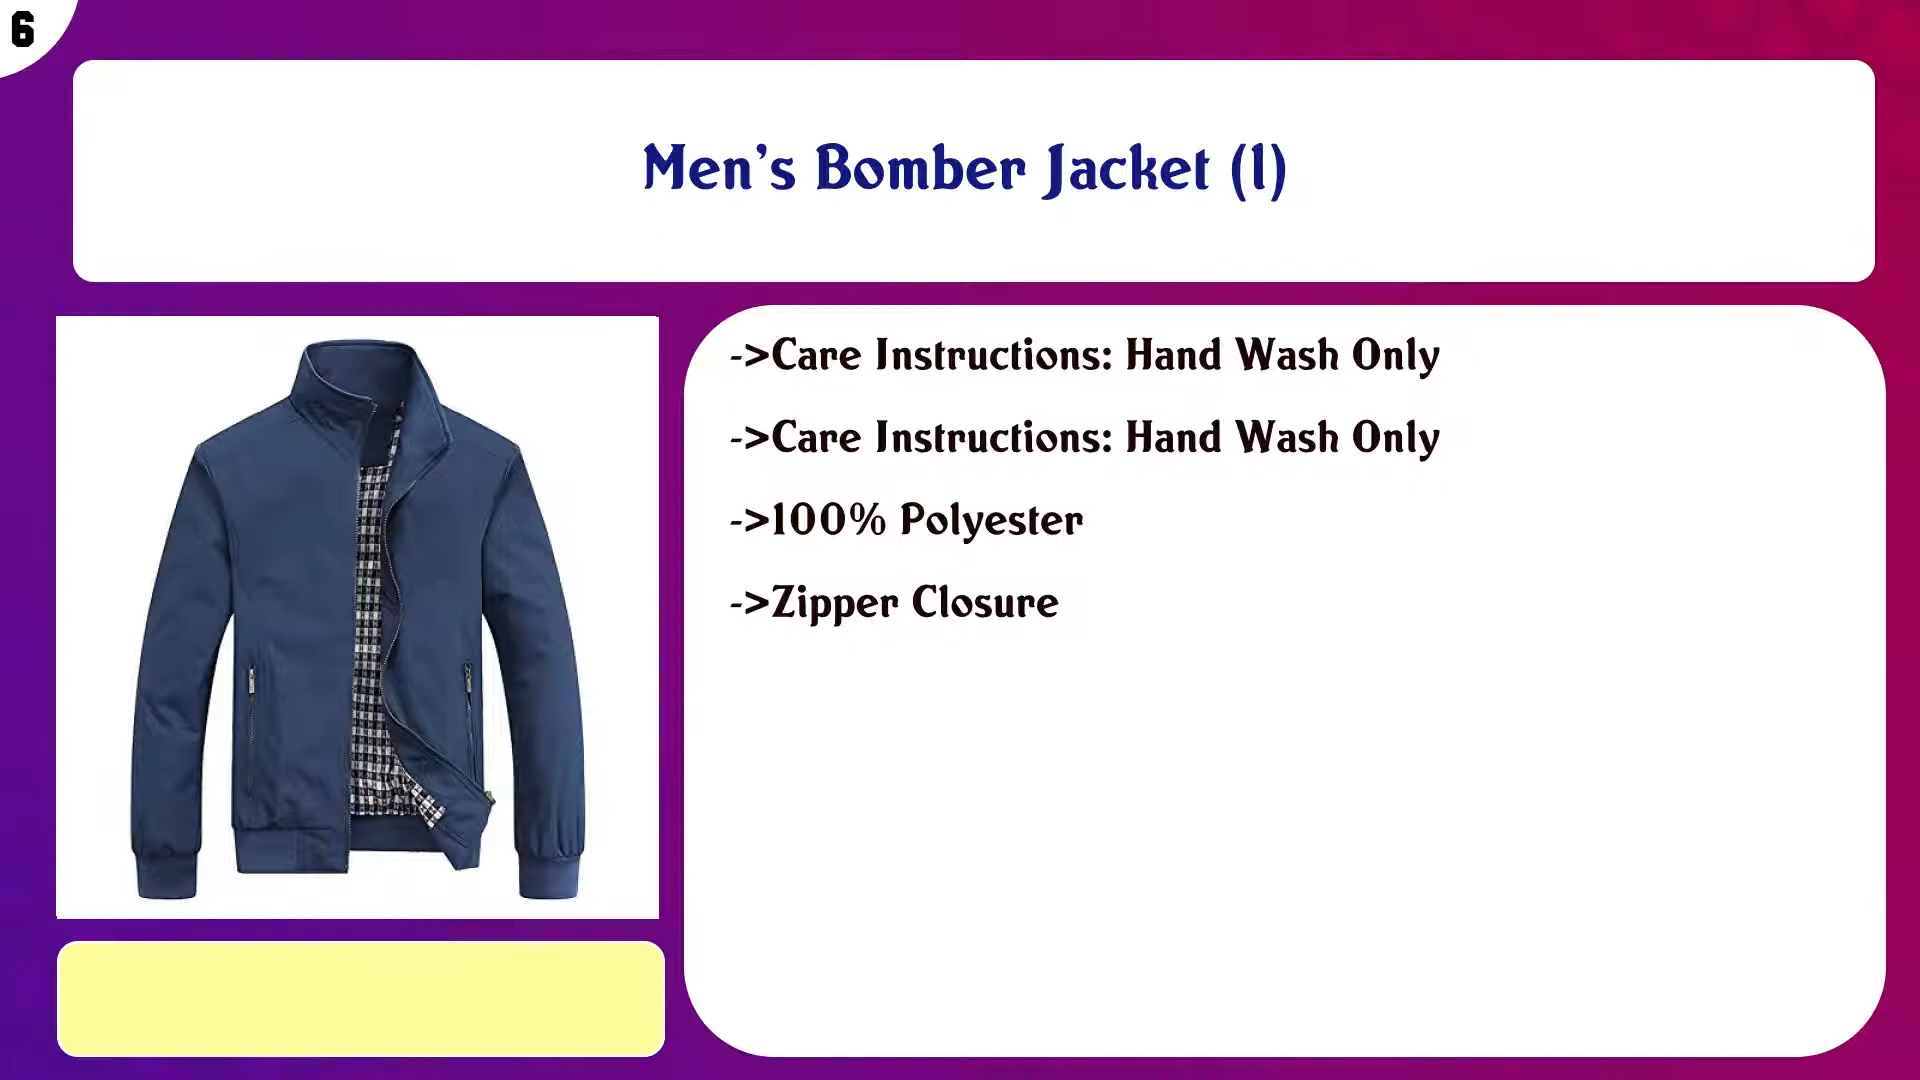 6
Men's Bomber Jacket (1)
->Care Instructions: Hand Wash Only
->Care Instructions: Hand Wash Only
->100% Polyester
->Zipper Closure